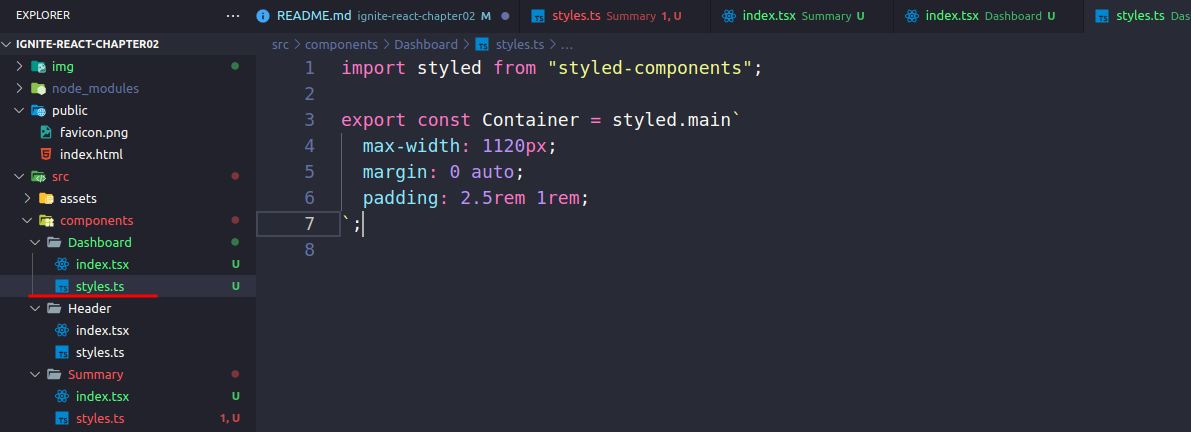 EXPLORER ...
IGNITE-REACT-CHAPTER02
img
node_modules
public
favicon.png
index.html
src
assets
components
Dashboard
index.tsx U
styles.ts U
Header
index.tsx
styles.ts
Summary
index.tsx U
styles.ts 1, U
README.md ignite-react-chapter02 M
TS styles.ts Summary 1, U
index.tsx Summary U
index.tsx Dashboard U
TS styles.ts Das
src > components > Dashboard > TS styles.ts > ...
1 import styled from "styled-components";
2
3 export const Container = styled.main`
4 max-width: 1120px;
5 margin: 0 auto;
6 padding: 2.5rem 1rem;
7 `;
8